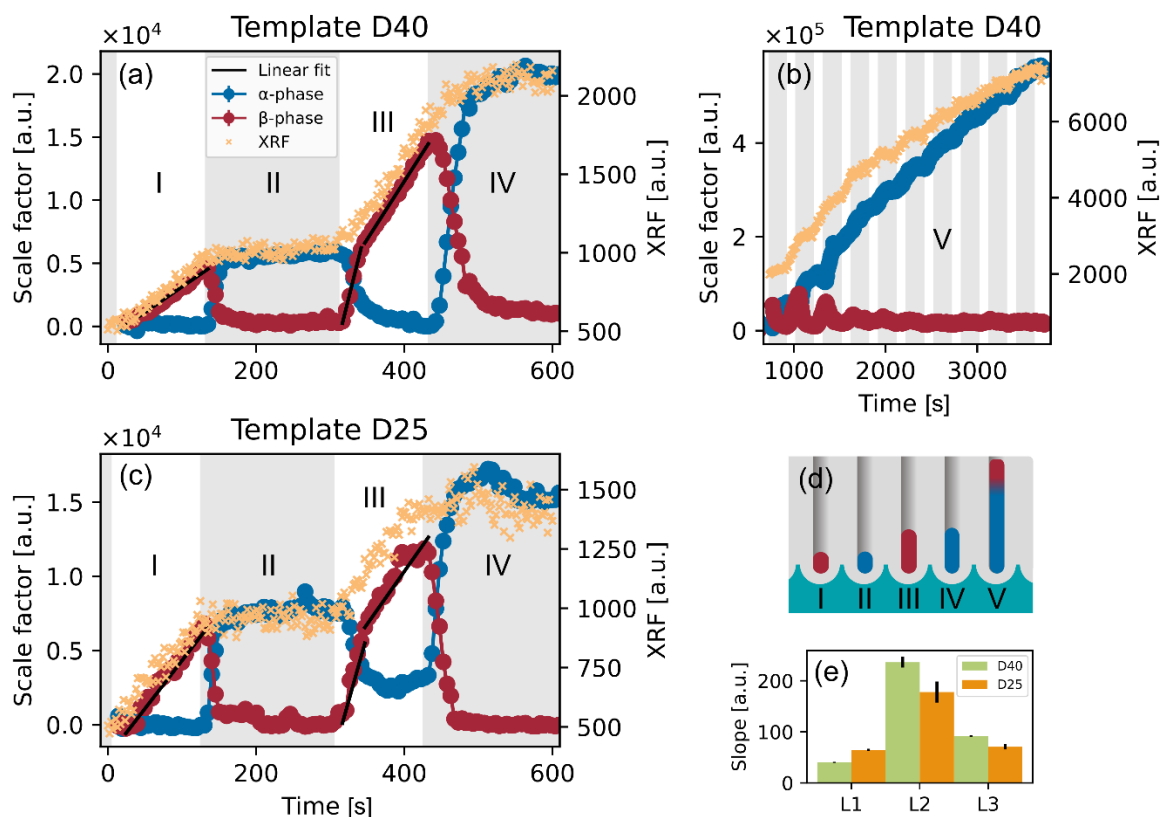 Template D40
×10⁴
(a)
Linear fit
α-phase
β-phase
XRF
I
II
III
IV
Scale factor [a.u.]
2.0
1.5
1.0
0.5
0.0
XRF [a.u.]
2000
1500
1000
500
0
200
400
600
Template D40
×10⁵
(b)
V
Scale factor [a.u.]
4
2
0
XRF [a.u.]
6000
4000
2000
1000
2000
3000
Time [s]
Template D25
×10⁴
(c)
I
II
III
IV
Scale factor [a.u.]
1.5
1.0
0.5
0.0
XRF [a.u.]
1500
1250
1000
750
500
0
200
400
600
Time [s]
(d)
I II III IV V
(e)
D40
D25
Slope [a.u.]
200
100
0
L1 L2 L3